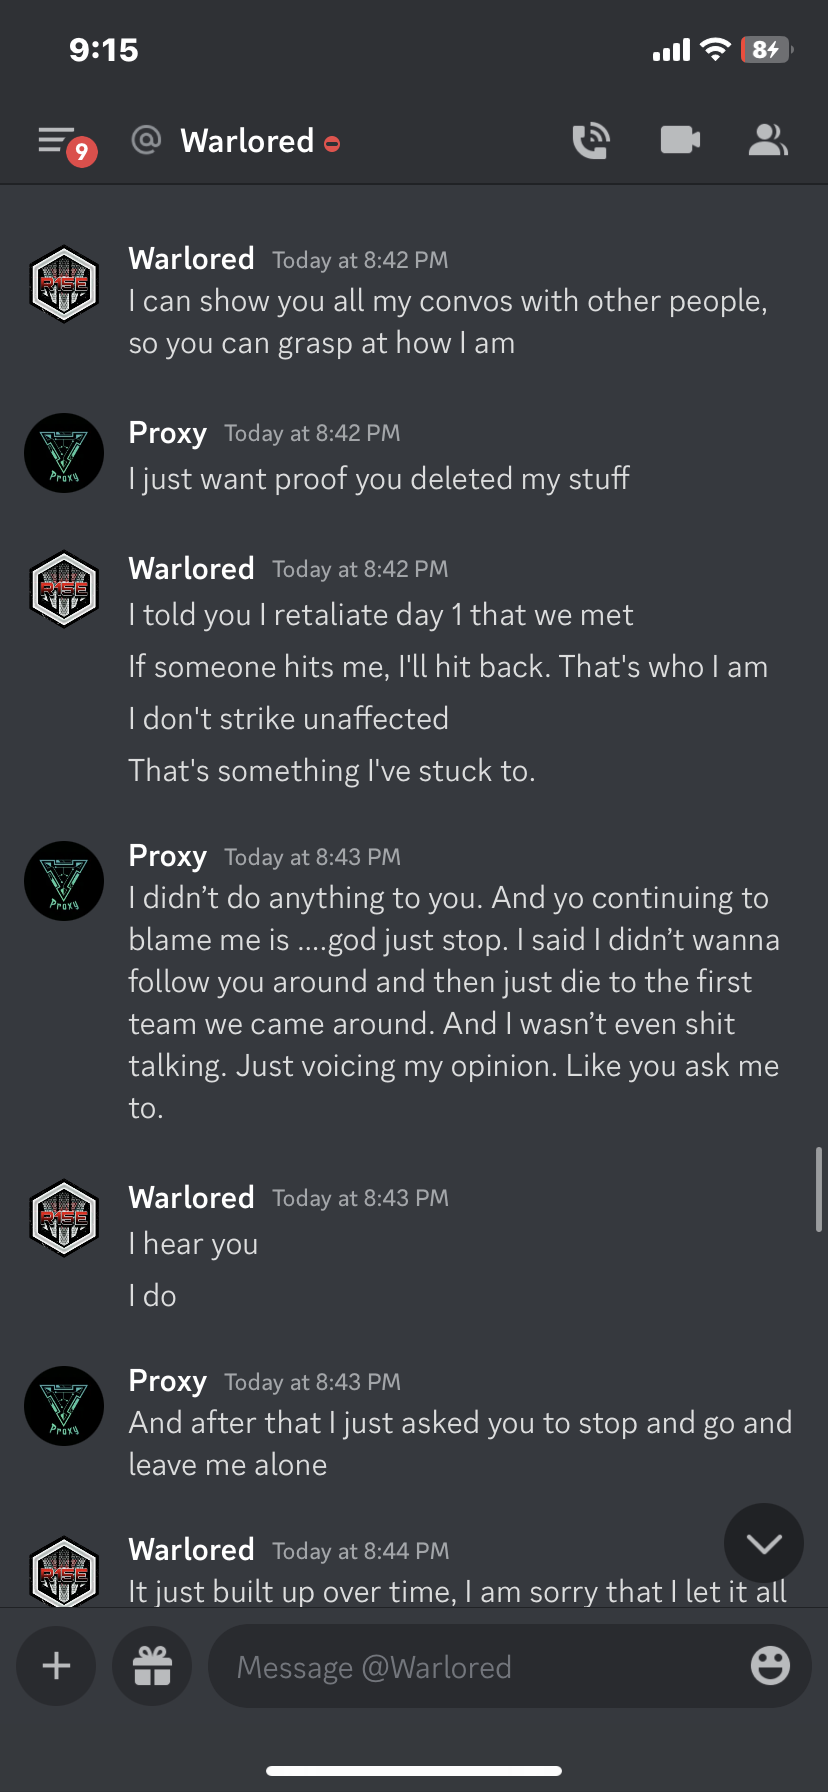 9:15
8
9
Warlored
Warlored Today at 8:42 PM
R1SE
I can show you all my convos with other people,
so you can grasp at how I am
Proxy Today at 8:42 PM
Proxy
I just want proof you deleted my stuff
Warlored Today at 8:42 PM
R1SE
I told you I retaliate day 1 that we met
If someone hits me, I'll hit back. That's who I am
I don't strike unaffected
That's something I've stuck to.
Proxy Today at 8:43 PM
Proxy
I didn’t do anything to you. And yo continuing to
blame me is ....god just stop. I said I didn’t wanna
follow you around and then just die to the first
team we came around. And I wasn’t even shit
talking. Just voicing my opinion. Like you ask me
to.
Warlored Today at 8:43 PM
R1SE
I hear you
I do
Proxy Today at 8:43 PM
Proxy
And after that I just asked you to stop and go and
leave me alone
Warlored Today at 8:44 PM
R1SE
It just built up over time, I am sorry that I let it all
Message @Warlored